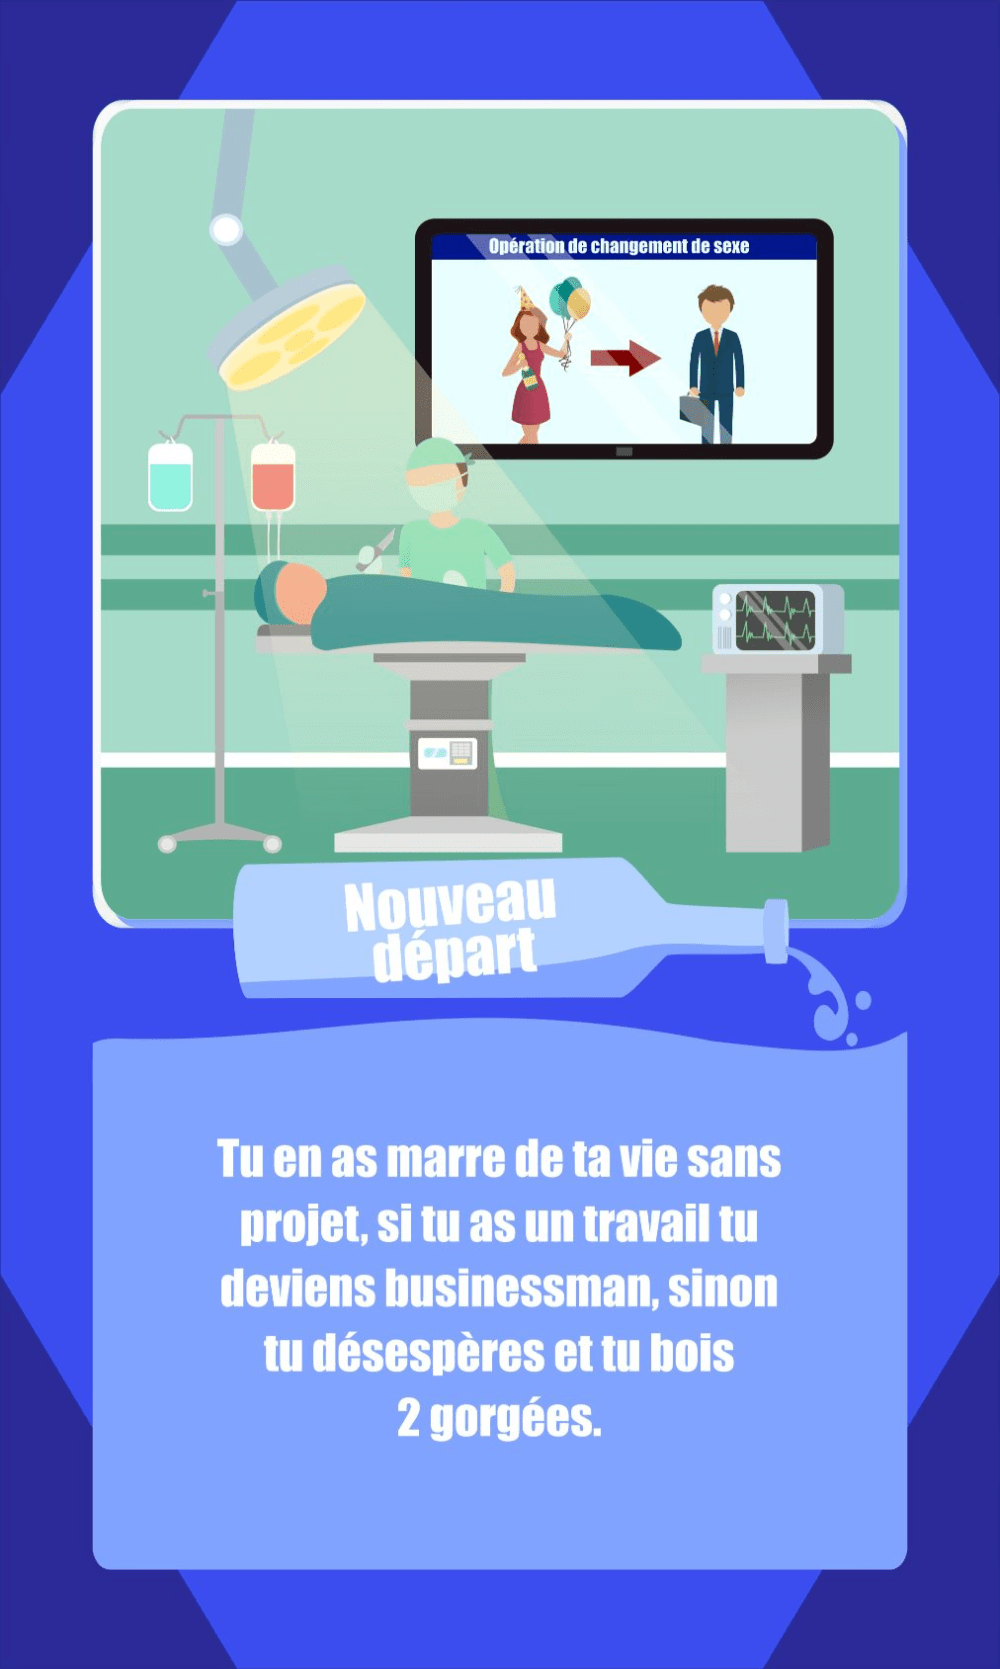 Opération de changement de sexe
Nouveau
départ
Tu en as marre de ta vie sans
projet, si tu as un travail tu
deviens businessman, sinon
tu désespères et tu bois
2 gorgées.